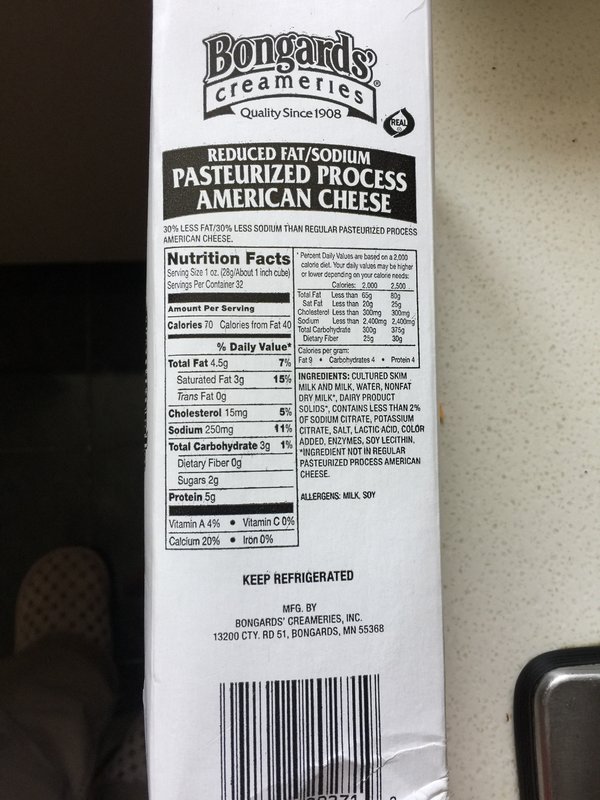 Bongards'®
creameries
Quality Since 1908
REAL
REDUCED FAT/SODIUM
PASTEURIZED PROCESS
AMERICAN CHEESE
30% LESS FAT/30% LESS SODIUM THAN REGULAR PASTEURIZED PROCESS
AMERICAN CHEESE.
Nutrition Facts
Serving Size 1 oz. (28g/About 1 inch cube)
Servings Per Container 32
Amount Per Serving
Calories 70 Calories from Fat 40
% Daily Value*
Total Fat 4.5g 7%
Saturated Fat 3g 15%
Trans Fat 0g
Cholesterol 15mg 5%
Sodium 250mg 11%
Total Carbohydrate 3g 1%
Dietary Fiber 0g
Sugars 2g
Protein 5g
Vitamin A 4% • Vitamin C 0%
Calcium 20% • Iron 0%
* Percent Daily Values are based on a 2,000
calorie diet. Your daily values may be higher
or lower depending on your calorie needs:
Calories: 2,000 2,500
Total Fat Less than 65g 80g
Sat Fat Less than 20g 25g
Cholesterol Less than 300mg 300mg
Sodium Less than 2,400mg 2,400mg
Total Carbohydrate 300g 375g
Dietary Fiber 25g 30g
Calories per gram:
Fat 9 • Carbohydrates 4 • Protein 4
INGREDIENTS: CULTURED SKIM
MILK AND MILK, WATER, NONFAT
DRY MILK*, DAIRY PRODUCT
SOLIDS*, CONTAINS LESS THAN 2%
OF SODIUM CITRATE, POTASSIUM
CITRATE, SALT, LACTIC ACID, COLOR
ADDED, ENZYMES, SOY LECITHIN.
*INGREDIENT NOT IN REGULAR
PASTEURIZED PROCESS AMERICAN
CHEESE.
ALLERGENS: MILK, SOY
KEEP REFRIGERATED
MFG. BY
BONGARDS' CREAMERIES, INC.
13200 CTY. RD 51, BONGARDS, MN 55368